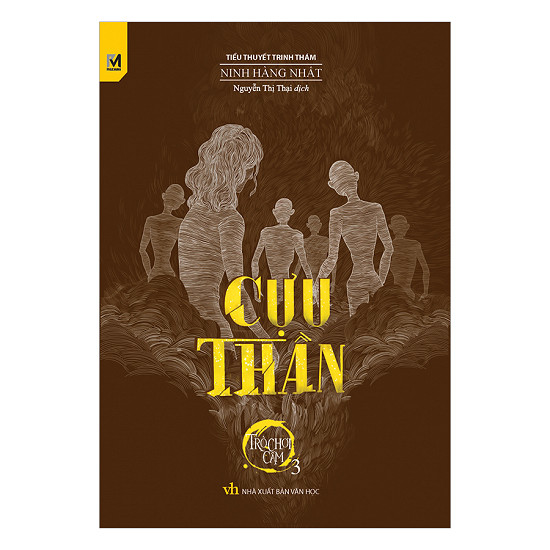 TIỂU THUYẾT TRINH THÁM
NINH HÀNG NHẤT
Nguyễn Thị Thại dịch
CỰU
THẦN
TRÒ CHƠI
CẤM
3
vh NHÀ XUẤT BẢN VĂN HỌC